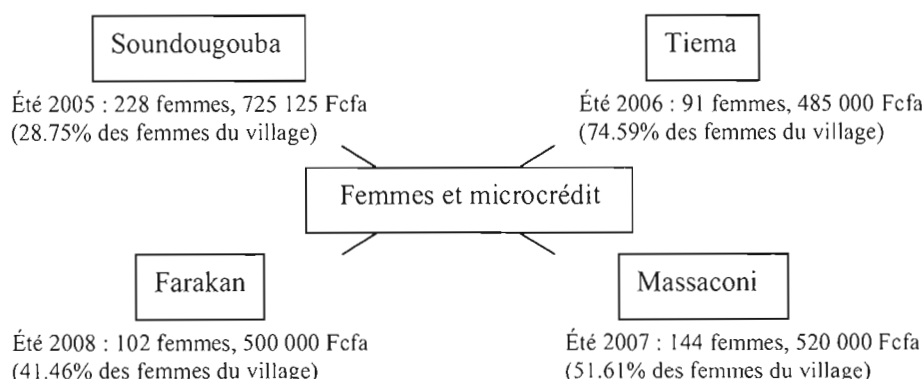 Soundougouba
Été 2005 : 228 femmes, 725 125 Fcfa
(28.75% des femmes du village)
Tiema
Été 2006 : 91 femmes, 485 000 Fcfa
(74.59% des femmes du village)
Femmes et microcrédit
Farakan
Été 2008 : 102 femmes, 500 000 Fcfa
(41.46% des femmes du village)
Massaconi
Été 2007 : 144 femmes, 520 000 Fcfa
(51.61% des femmes du village)